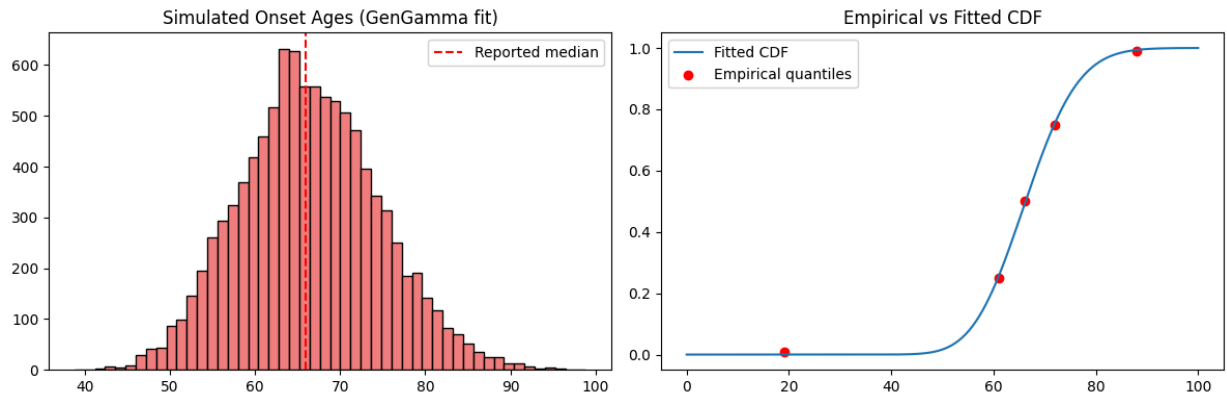 Simulated Onset Ages (GenGamma fit)
Reported median
600
500
400
300
200
100
0
40 50 60 70 80 90 100
Empirical vs Fitted CDF
Fitted CDF
Empirical quantiles
1.0
0.8
0.6
0.4
0.2
0.0
0 20 40 60 80 100